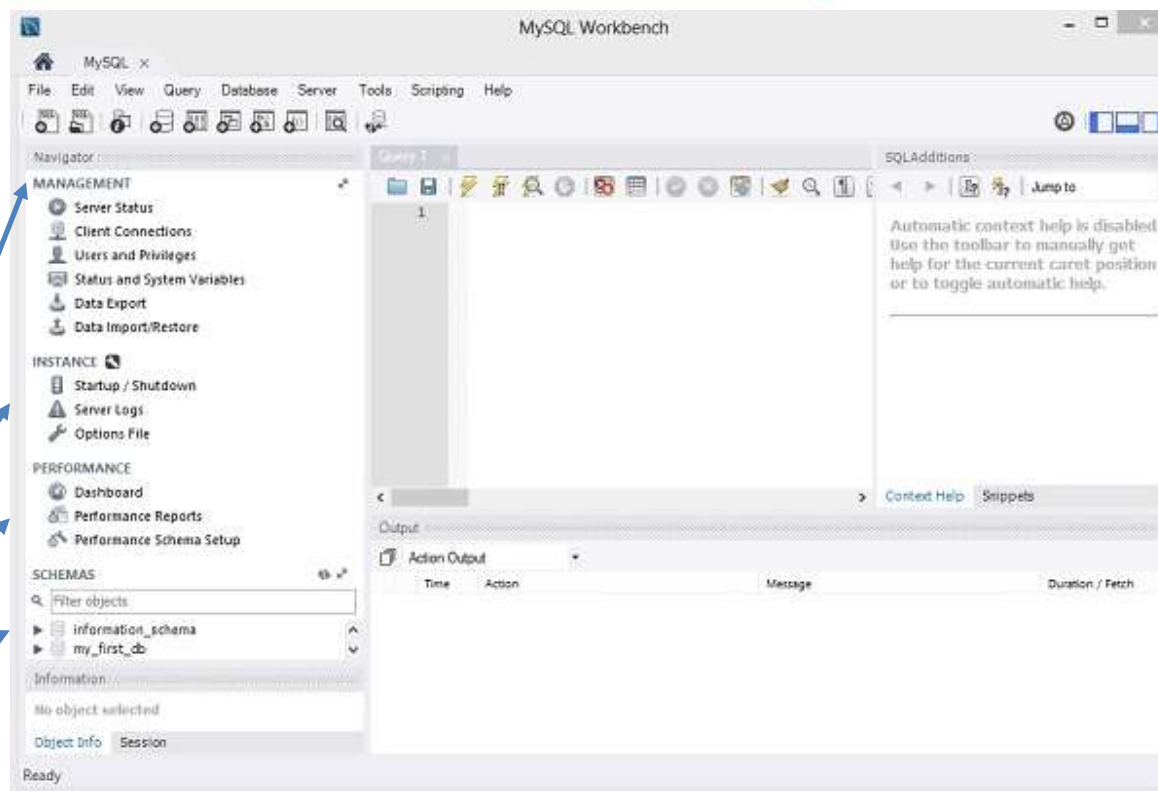 MySQL Workbench
MySQL ×
File Edit View Query Database Server Tools Scripting Help
Navigator
MANAGEMENT
Server Status
Client Connections
Users and Privileges
Status and System Variables
Data Export
Data Import/Restore
INSTANCE
Startup / Shutdown
Server Logs
Options File
PERFORMANCE
Dashboard
Performance Reports
Performance Schema Setup
SCHEMAS
Filter objects
information_schema
my_first_db
Information
No object selected
Object Info Session
Ready
Query 1
1
SQLAdditions
Jump to
Automatic context help is disabled
Use the toolbar to manually get
help for the current caret position
or to toggle automatic help.
Context Help Snippets
Output
Action Output
Time Action Message Duration / Fetch